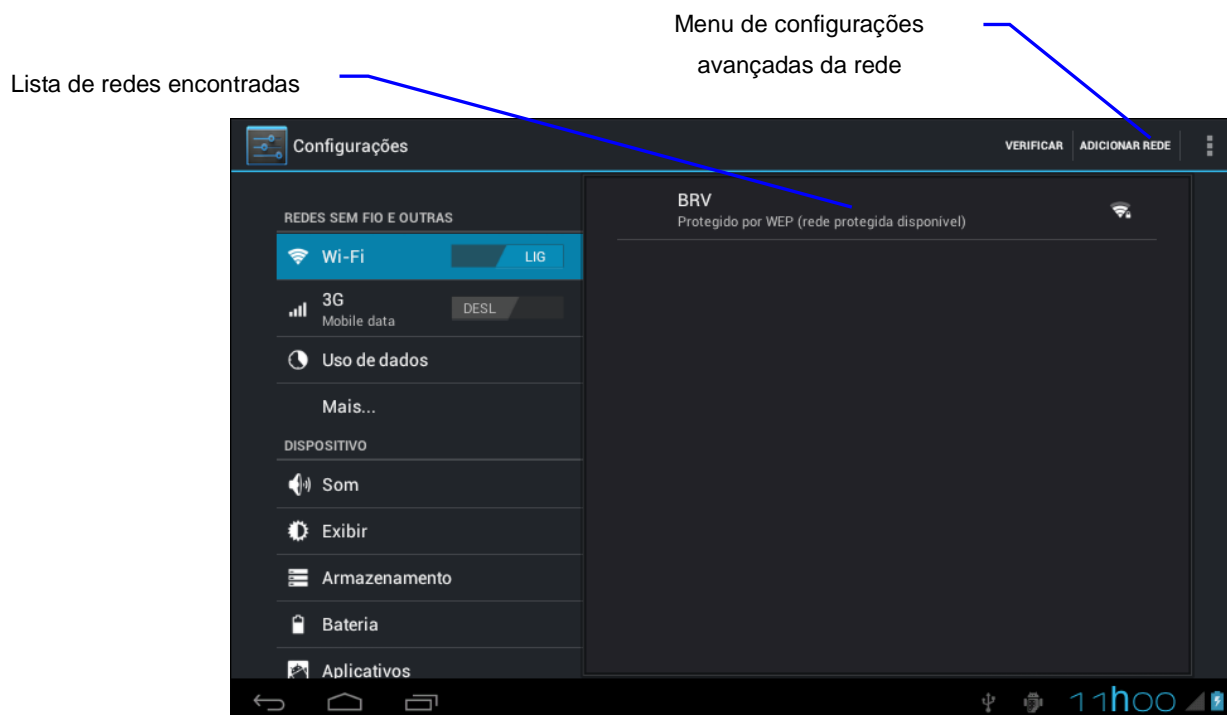 Menu de configurações
avançadas da rede
Lista de redes encontradas
Configurações
VERIFICAR
ADICIONAR REDE
REDES SEM FIO E OUTRAS
Wi-Fi
LIG
3G
Mobile data
DESL
Uso de dados
Mais...
DISPOSITIVO
Som
Exibir
Armazenamento
Bateria
Aplicativos
BRV
Protegido por WEP (rede protegida disponível)
11h00